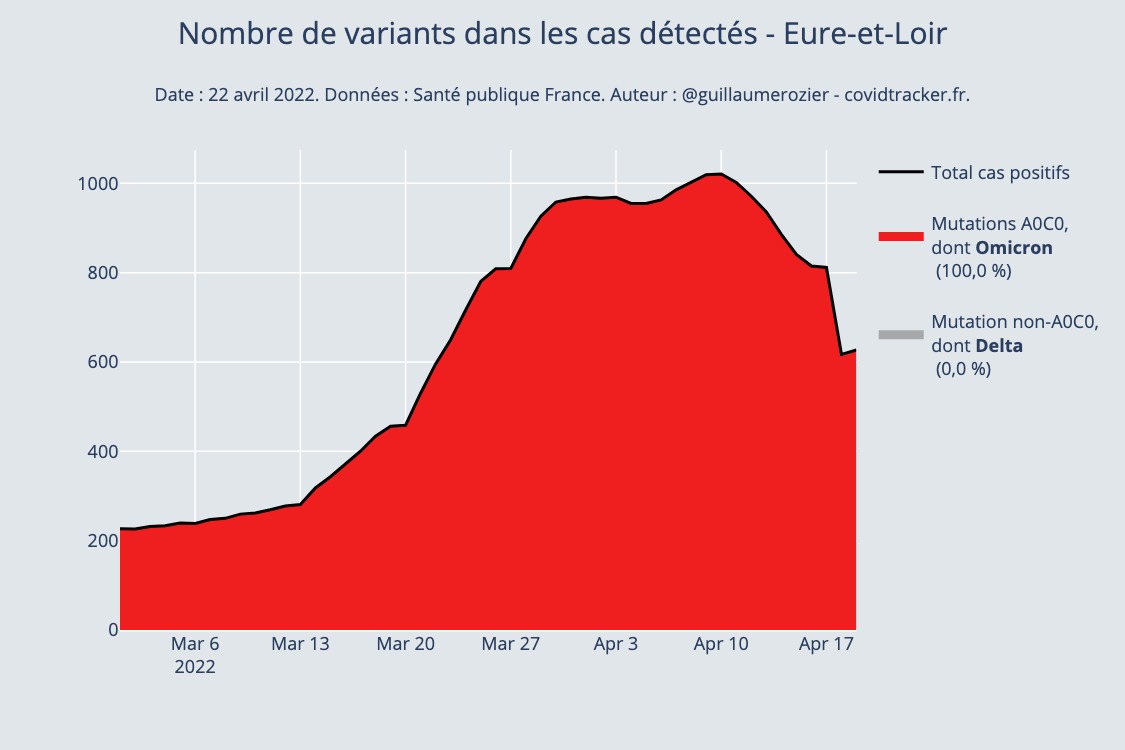 Nombre de variants dans les cas détectés - Eure-et-Loir
Date : 22 avril 2022. Données : Santé publique France. Auteur : @guillaumerozier - covidtracker.fr.
1000
800
600
400
200
0
Mar 6
2022
Mar 13
Mar 20
Mar 27
Apr 3
Apr 10
Apr 17
Total cas positifs
Mutations A0C0,
dont Omicron
(100,0 %)
Mutation non-A0C0,
dont Delta
(0,0 %)